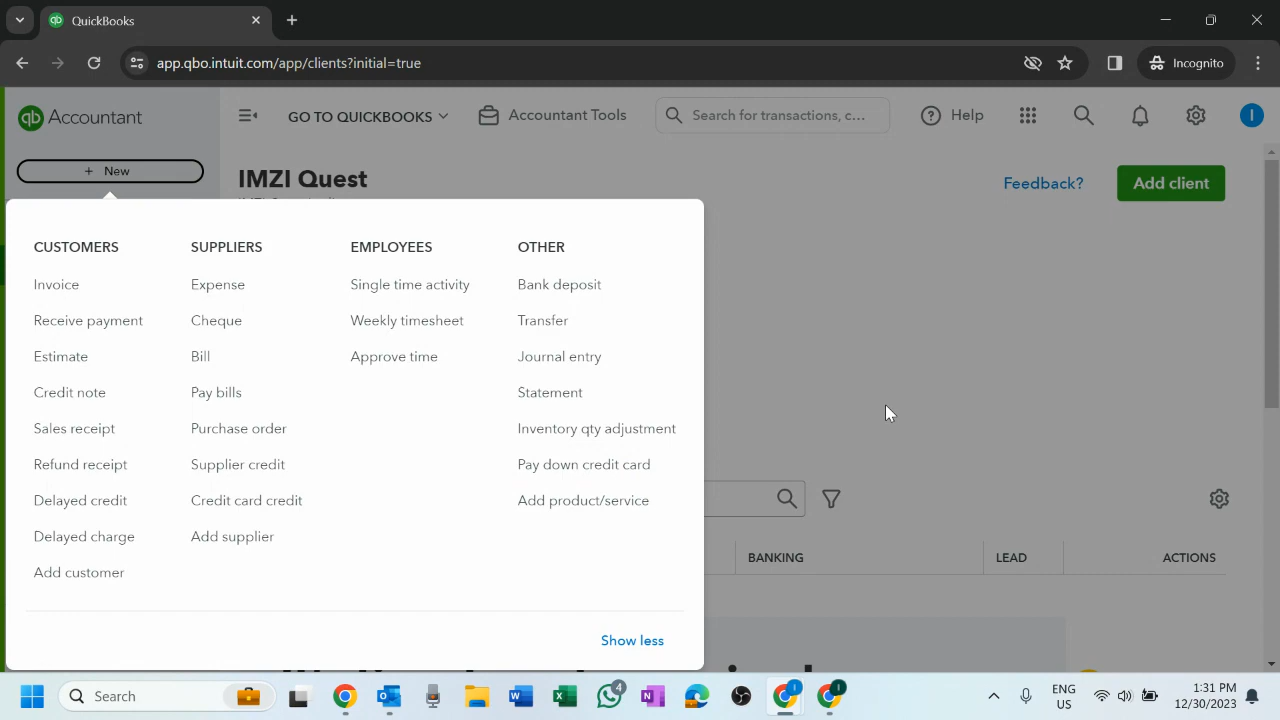 QuickBooks
app.qbo.intuit.com/app/clients?initial=true
Incognito
qb Accountant
GO TO QUICKBOOKS
Accountant Tools
Search for transactions, c...
Help
I
+ New
IMZI Quest
Feedback?
Add client
CUSTOMERS SUPPLIERS EMPLOYEES OTHER
Invoice Expense Single time activity Bank deposit
Receive payment Cheque Weekly timesheet Transfer
Estimate Bill Approve time Journal entry
Credit note Pay bills Statement
Sales receipt Purchase order Inventory qty adjustment
Refund receipt Supplier credit Pay down credit card
Delayed credit Credit card credit Add product/service
Delayed charge Add supplier
Add customer
BANKING LEAD ACTIONS
Show less
Search
4
I
I
ENG
US
1:31 PM
12/30/2023